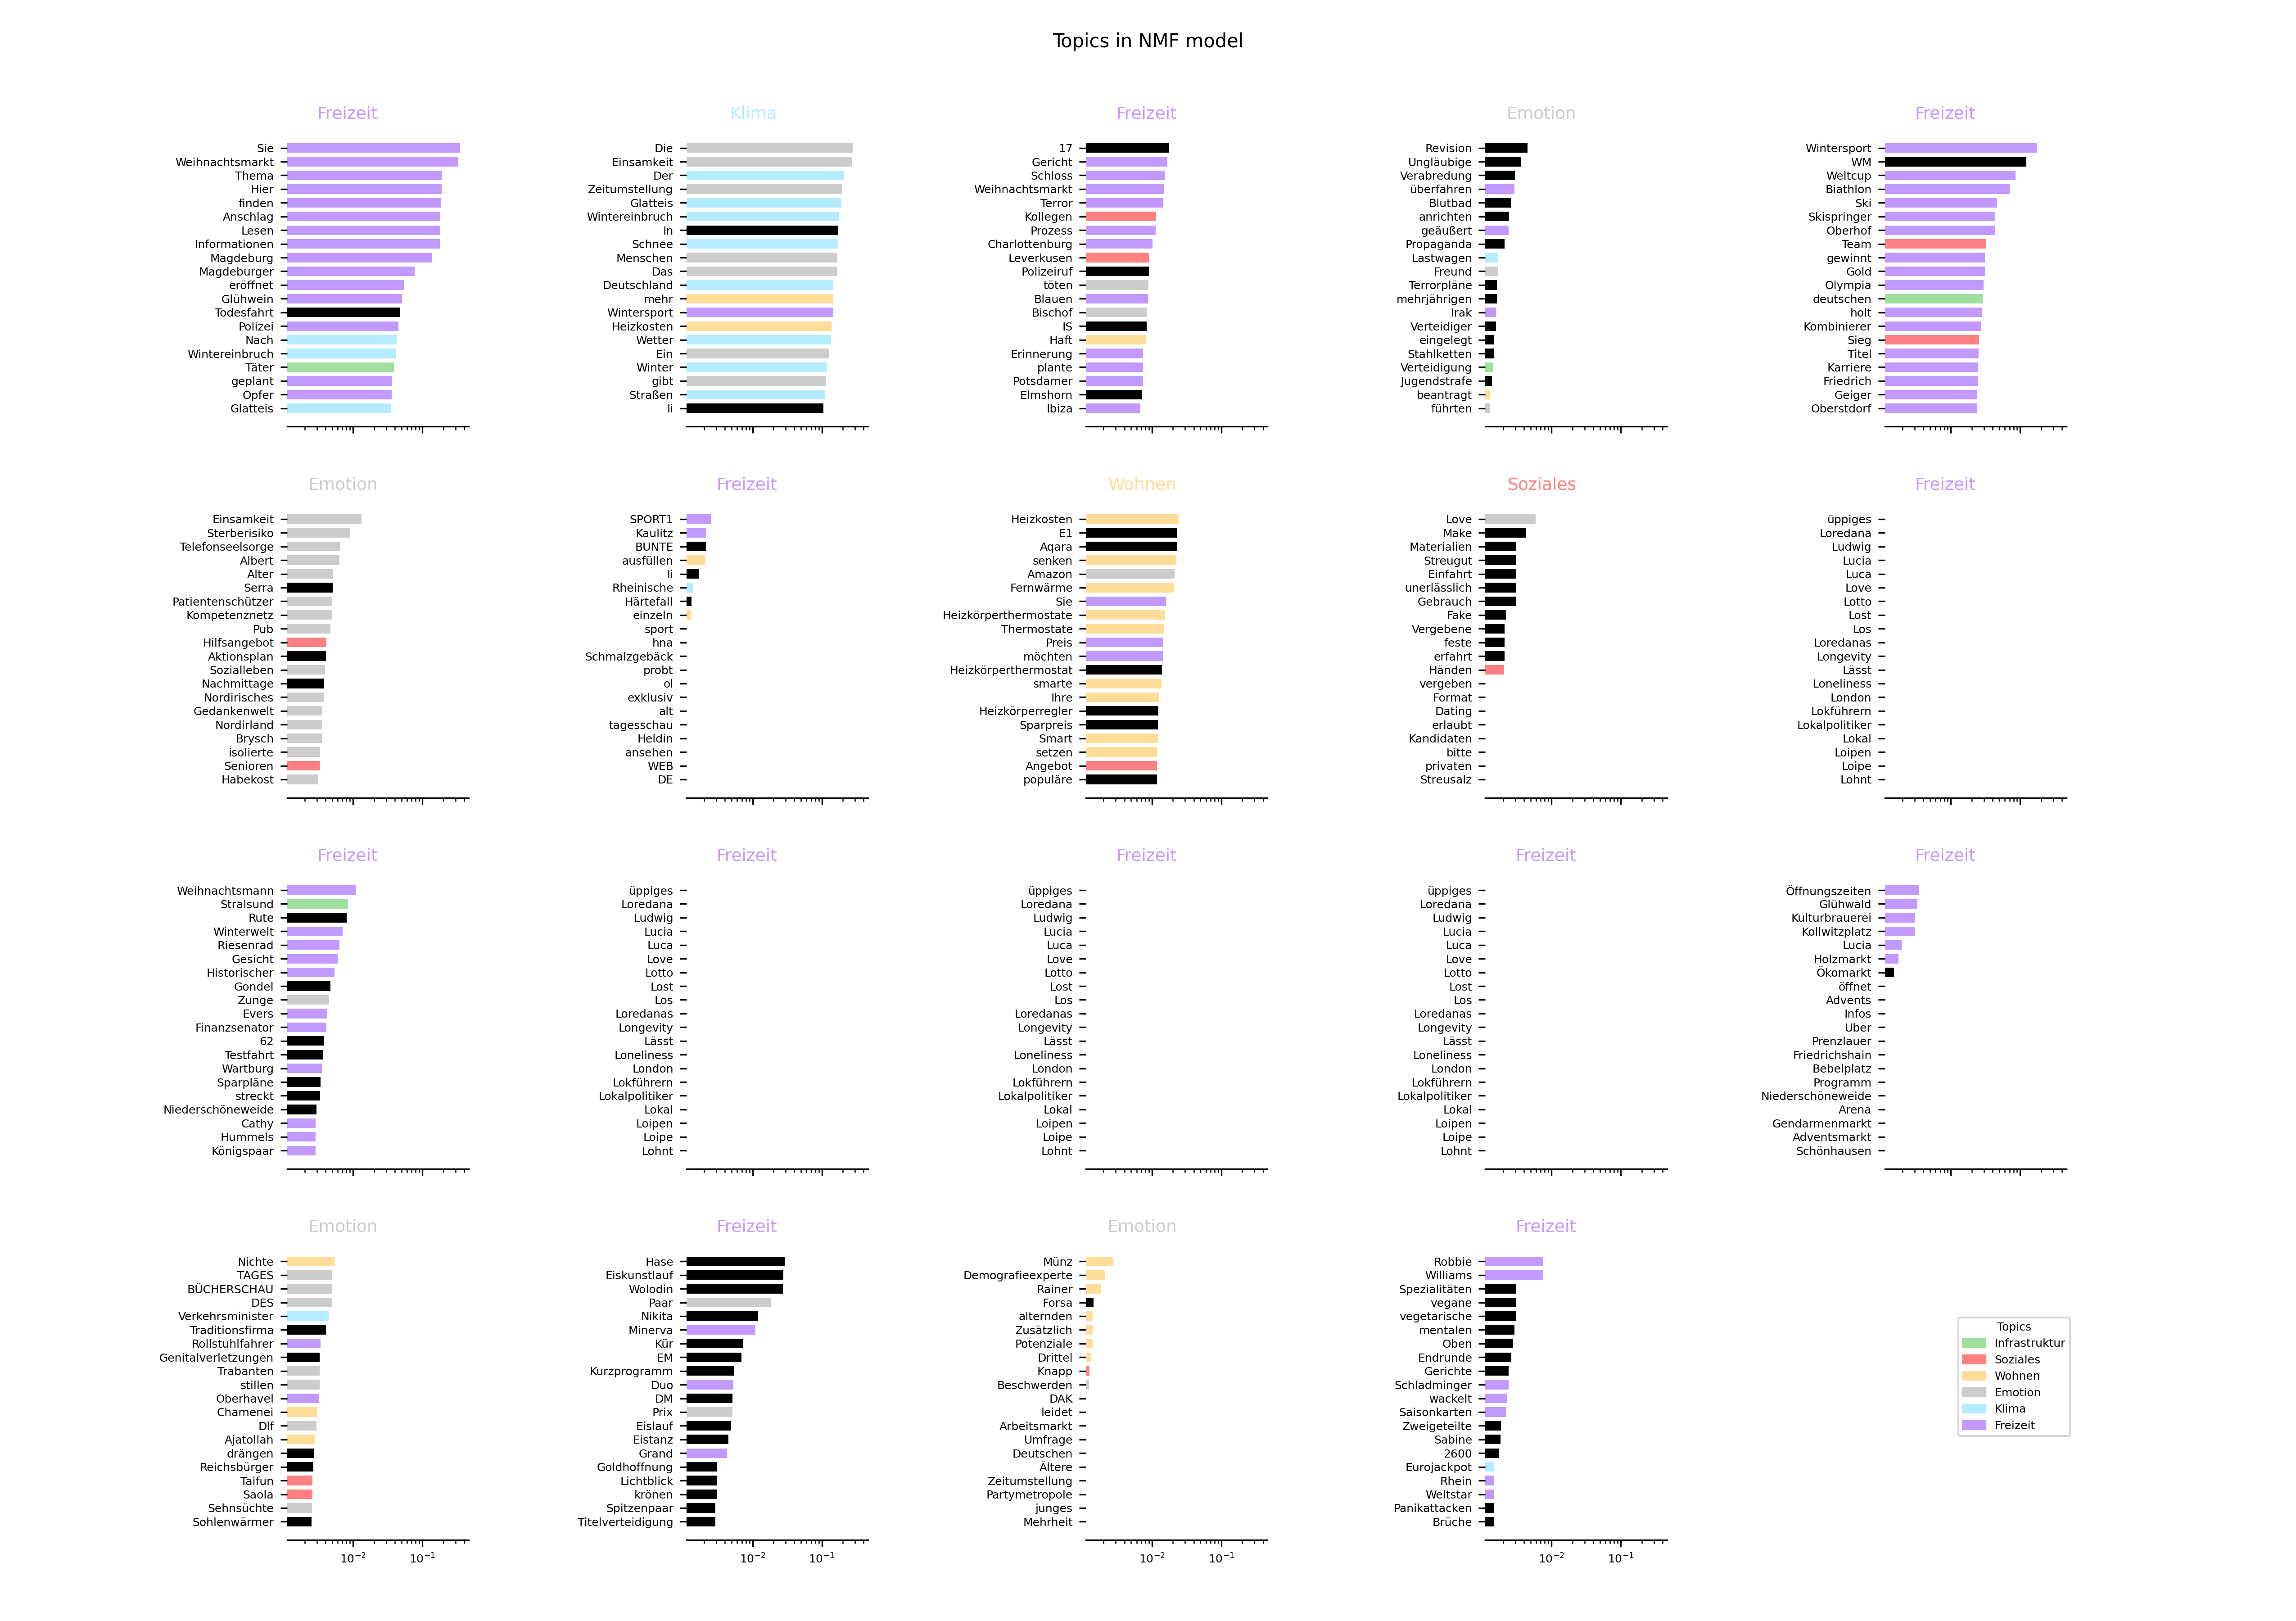 Topics in NMF model
Freizeit
Sie
Weihnachtsmarkt
Thema
Hier
finden
Anschlag
Lesen
Informationen
Magdeburg
Magdeburger
eröffnet
Glühwein
Todesfahrt
Polizei
Nach
Wintereinbruch
Täter
geplant
Opfer
Glatteis
Klima
Die
Einsamkeit
Der
Zeitumstellung
Glatteis
Wintereinbruch
In
Schnee
Menschen
Das
Deutschland
mehr
Wintersport
Heizkosten
Wetter
Ein
Winter
gibt
Straßen
li
Freizeit
17
Gericht
Schloss
Weihnachtsmarkt
Terror
Kollegen
Prozess
Charlottenburg
Leverkusen
Polizeiruf
töten
Blauen
Bischof
IS
Haft
Erinnerung
plante
Potsdamer
Elmshorn
Ibiza
Emotion
Revision
Ungläubige
Verabredung
überfahren
Blutbad
anrichten
geäußert
Propaganda
Lastwagen
Freund
Terrorpläne
mehrjährigen
Irak
Verteidiger
eingelegt
Stahlketten
Verteidigung
Jugendstrafe
beantragt
führten
Freizeit
Wintersport
WM
Weltcup
Biathlon
Ski
Skispringer
Oberhof
Team
gewinnt
Gold
Olympia
deutschen
holt
Kombinierer
Sieg
Titel
Karriere
Friedrich
Geiger
Oberstdorf
Emotion
Einsamkeit
Sterberisiko
Telefonseelsorge
Albert
Alter
Serra
Patientenschützer
Kompetenznetz
Pub
Hilfsangebot
Aktionsplan
Sozialleben
Nachmittage
Nordirisches
Gedankenwelt
Nordirland
Brysch
isolierte
Senioren
Habekost
Freizeit
SPORT1
Kaulitz
BUNTE
ausfüllen
li
Rheinische
Härtefall
einzeln
sport
hna
Schmalzgebäck
probt
ol
exklusiv
alt
tagesschau
Heldin
ansehen
WEB
DE
Wohnen
Heizkosten
E1
Aqara
senken
Amazon
Fernwärme
Sie
Heizkörperthermostate
Thermostate
Preis
möchten
Heizkörperthermostat
smarte
Ihre
Heizkörperregler
Sparpreis
Smart
setzen
Angebot
populäre
Soziales
Love
Make
Materialien
Streugut
Einfahrt
unerlässlich
Gebrauch
Fake
Vergebene
feste
erfahrt
Händen
vergeben
Format
Dating
erlaubt
Kandidaten
bitte
privaten
Streusalz
Freizeit
üppiges
Loredana
Ludwig
Lucia
Luca
Love
Lotto
Lost
Los
Loredanas
Longevity
Lässt
Loneliness
London
Lokführern
Lokalpolitiker
Lokal
Loipen
Loipe
Lohnt
Freizeit
Weihnachtsmann
Stralsund
Rute
Winterwelt
Riesenrad
Gesicht
Historischer
Gondel
Zunge
Evers
Finanzsenator
62
Testfahrt
Wartburg
Sparpläne
streckt
Niederschöneweide
Cathy
Hummels
Königspaar
Freizeit
üppiges
Loredana
Ludwig
Lucia
Luca
Love
Lotto
Lost
Los
Loredanas
Longevity
Lässt
Loneliness
London
Lokführern
Lokalpolitiker
Lokal
Loipen
Loipe
Lohnt
Freizeit
üppiges
Loredana
Ludwig
Lucia
Luca
Love
Lotto
Lost
Los
Loredanas
Longevity
Lässt
Loneliness
London
Lokführern
Lokalpolitiker
Lokal
Loipen
Loipe
Lohnt
Freizeit
üppiges
Loredana
Ludwig
Lucia
Luca
Love
Lotto
Lost
Los
Loredanas
Longevity
Lässt
Loneliness
London
Lokführern
Lokalpolitiker
Lokal
Loipen
Loipe
Lohnt
Freizeit
Öffnungszeiten
Glühwald
Kulturbrauerei
Kollwitzplatz
Lucia
Holzmarkt
Ökomarkt
öffnet
Advents
Infos
Uber
Prenzlauer
Friedrichshain
Bebelplatz
Programm
Niederschöneweide
Arena
Gendarmenmarkt
Adventsmarkt
Schönhausen
Emotion
Nichte
TAGES
BÜCHERSCHAU
DES
Verkehrsminister
Traditionsfirma
Rollstuhlfahrer
Genitalverletzungen
Trabanten
stillen
Oberhavel
Chamenei
Dlf
Ajatollah
drängen
Reichsbürger
Taifun
Saola
Sehnsüchte
Sohlenwärmer
10⁻² 10⁻¹
Freizeit
Hase
Eiskunstlauf
Wolodin
Paar
Nikita
Minerva
Kür
EM
Kurzprogramm
Duo
DM
Prix
Eislauf
Eistanz
Grand
Goldhoffnung
Lichtblick
krönen
Spitzenpaar
Titelverteidigung
10⁻² 10⁻¹
Emotion
Münz
Demografieexperte
Rainer
Forsa
alternden
Zusätzlich
Potenziale
Drittel
Knapp
Beschwerden
DAK
leidet
Arbeitsmarkt
Umfrage
Deutschen
Ältere
Zeitumstellung
Partymetropole
junges
Mehrheit
10⁻² 10⁻¹
Freizeit
Robbie
Williams
Spezialitäten
vegane
vegetarische
mentalen
Oben
Endrunde
Gerichte
Schladminger
wackelt
Saisonkarten
Zweigeteilte
Sabine
2600
Eurojackpot
Rhein
Weltstar
Panikattacken
Brüche
10⁻² 10⁻¹
Topics
Infrastruktur
Soziales
Wohnen
Emotion
Klima
Freizeit